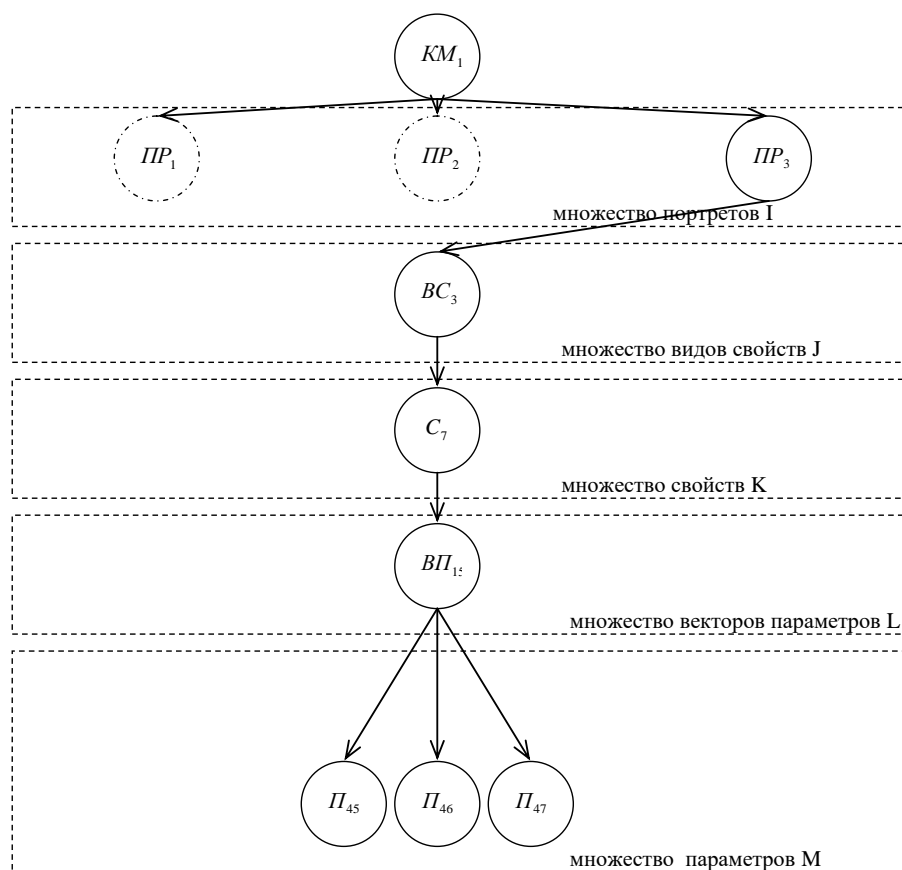 КМ₁
ПР₁ ПР₂ ПР₃
множество портретов I
ВС₃
множество видов свойств J
С₇
множество свойств K
ВП₁₅
множество векторов параметров L
П₄₅ П₄₆ П₄₇
множество параметров M